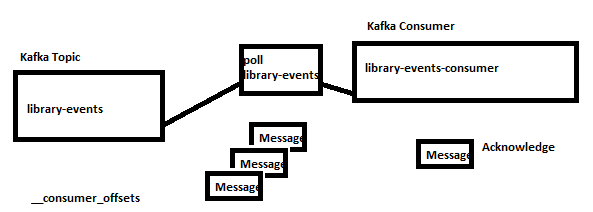 Kafka Consumer
Kafka Topic
poll
library-events
library-events-consumer
library-events
Message
Message
Message
Message
Acknowledge
__consumer_offsets